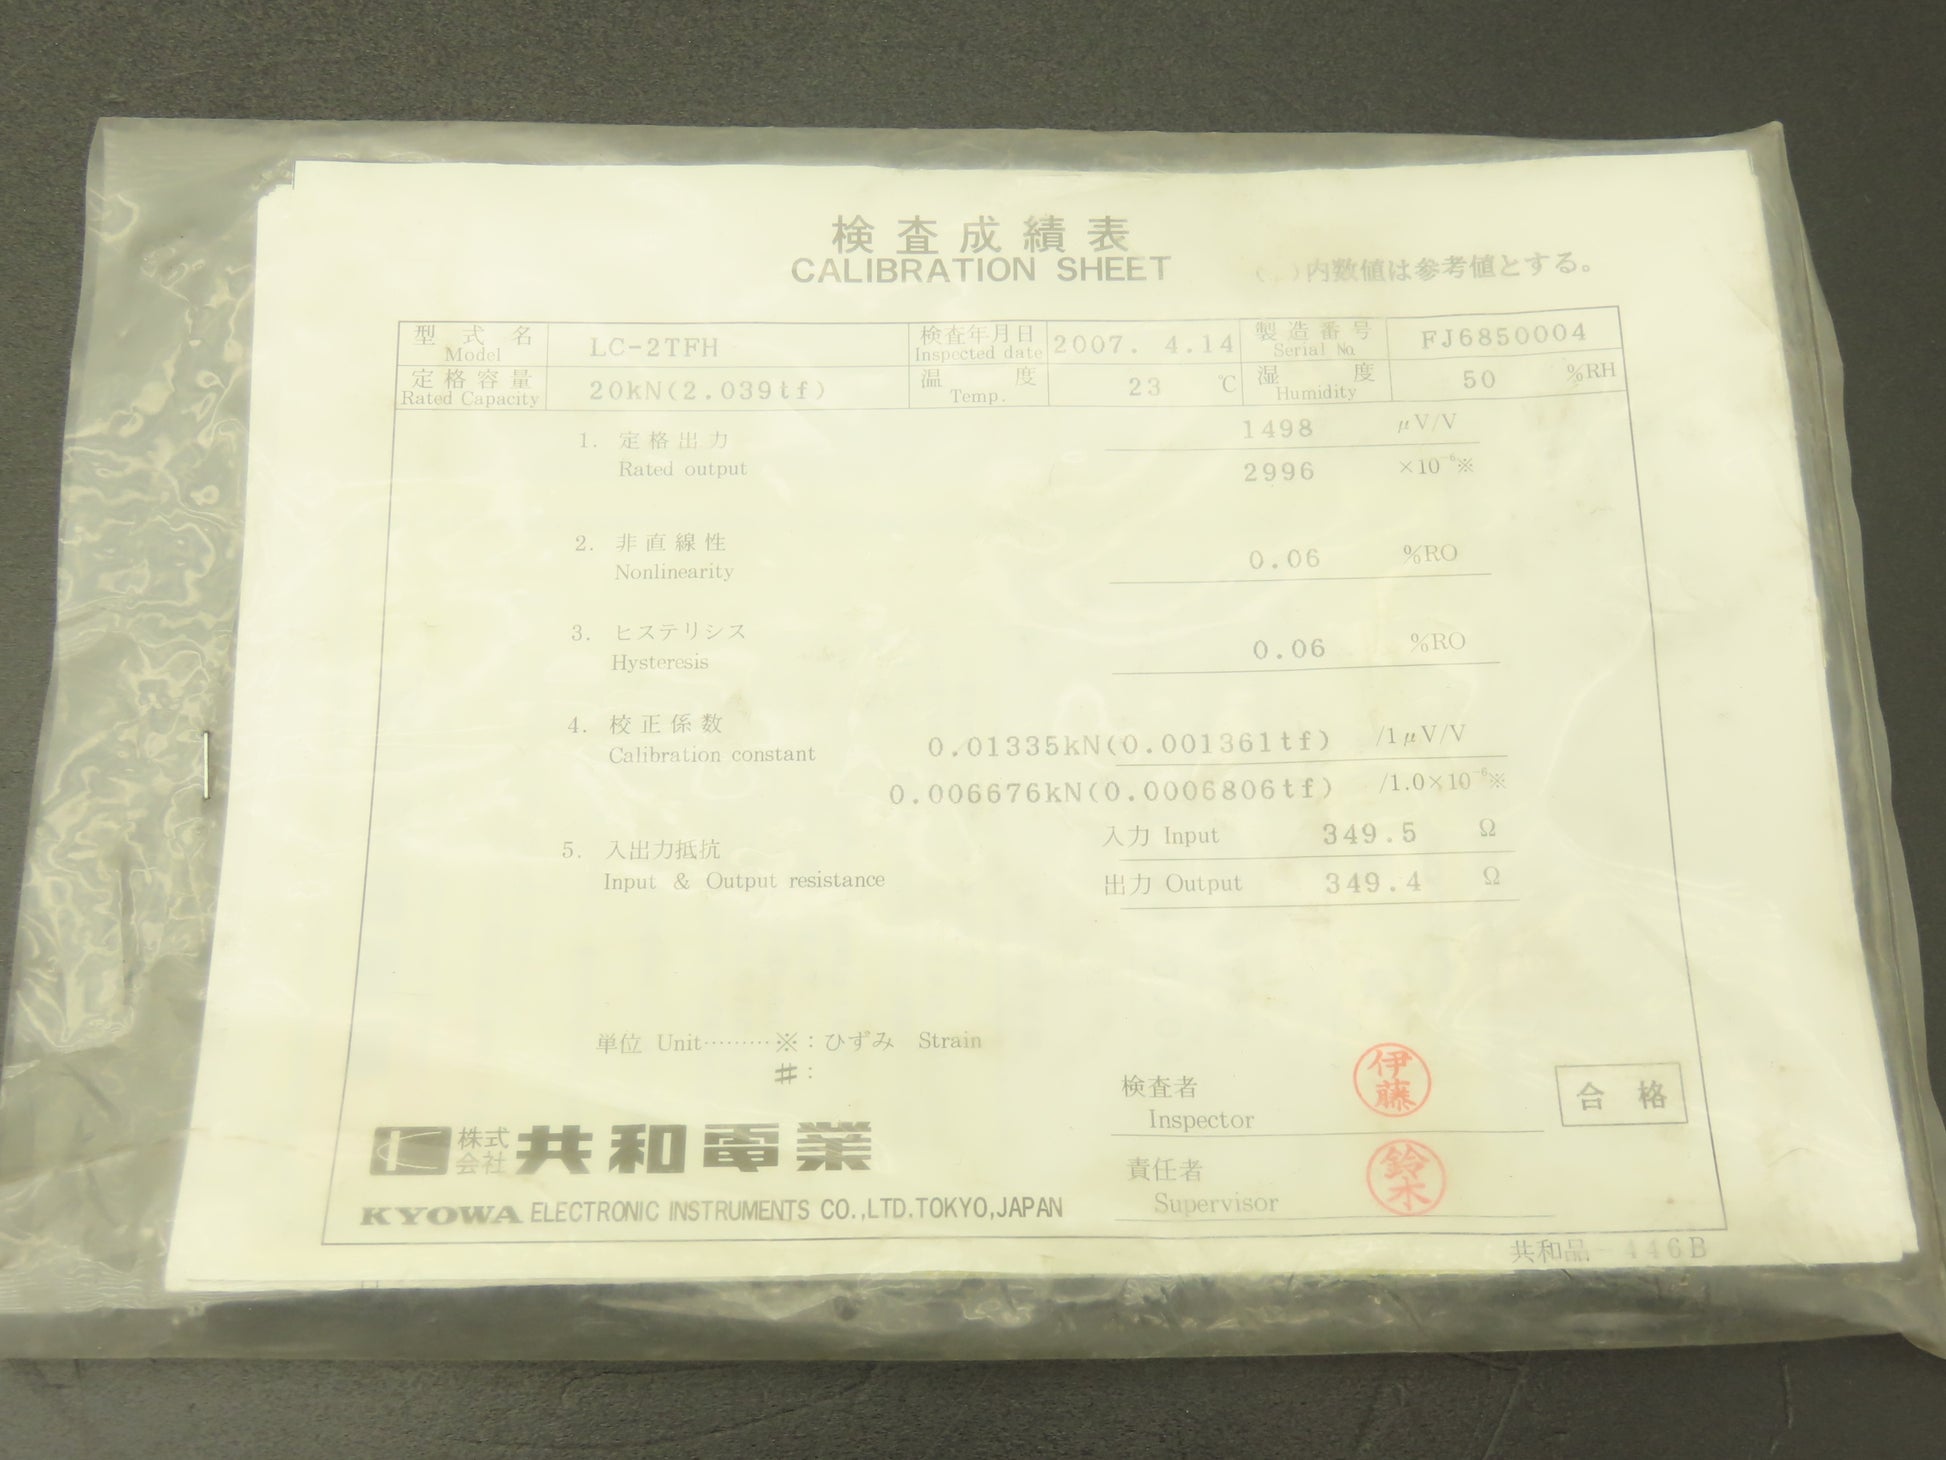 検査成績表
CALIBRATION SHEET
( )内数値は参考値とする。
型式名 Model LC-2TFH 検査年月日 Inspected date 2007. 4.14 製造番号 Serial No. FJ6850004
定格容量 Rated Capacity 20kN(2.039tf) 温度 Temp. 23 ℃ 湿度 Humidity 50 %RH
1. 定格出力 1498 μV/V
Rated output 2996 ×10⁻⁶※
2. 非直線性
Nonlinearity 0.06 %RO
3. ヒステリシス
Hysteresis 0.06 %RO
4. 校正係数 0.01335kN(0.001361tf) /1μV/V
Calibration constant 0.006676kN(0.0006806tf) /1.0×10⁻⁶※
5. 入出力抵抗 入力 Input 349.5 Ω
Input & Output resistance 出力 Output 349.4 Ω
単位 Unit………※：ひずみ Strain
#：
検査者 伊藤 合格
Inspector
株式会社 共和電業
責任者 鈴木
Supervisor
KYOWA ELECTRONIC INSTRUMENTS CO.,LTD.TOKYO,JAPAN
共和品-446B